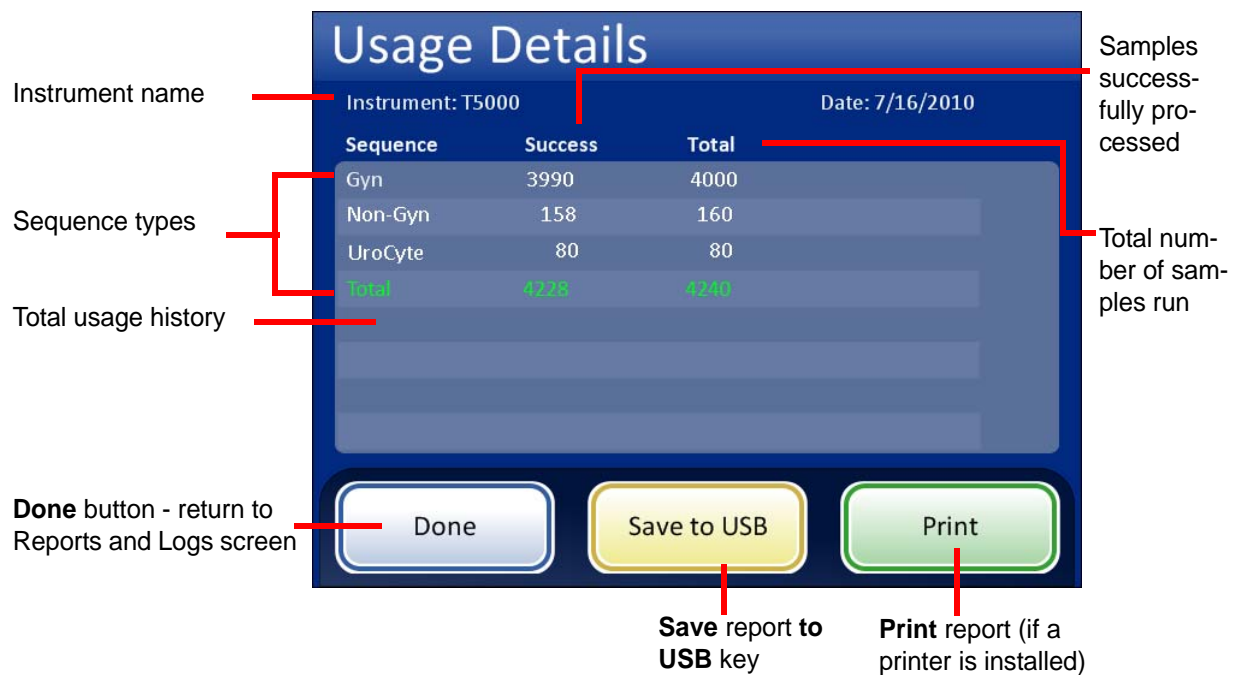 Usage Details
Instrument: T5000 Date: 7/16/2010
Sequence Success Total
Gyn 3990 4000
Non-Gyn 158 160
UroCyte 80 80
Total 4228 4240
Done Save to USB Print
Instrument name
Sequence types
Total usage history
Done button - return to
Reports and Logs screen
Samples
success-
fully pro-
cessed
Total num-
ber of sam-
ples run
Save report to
USB key
Print report (if a
printer is installed)